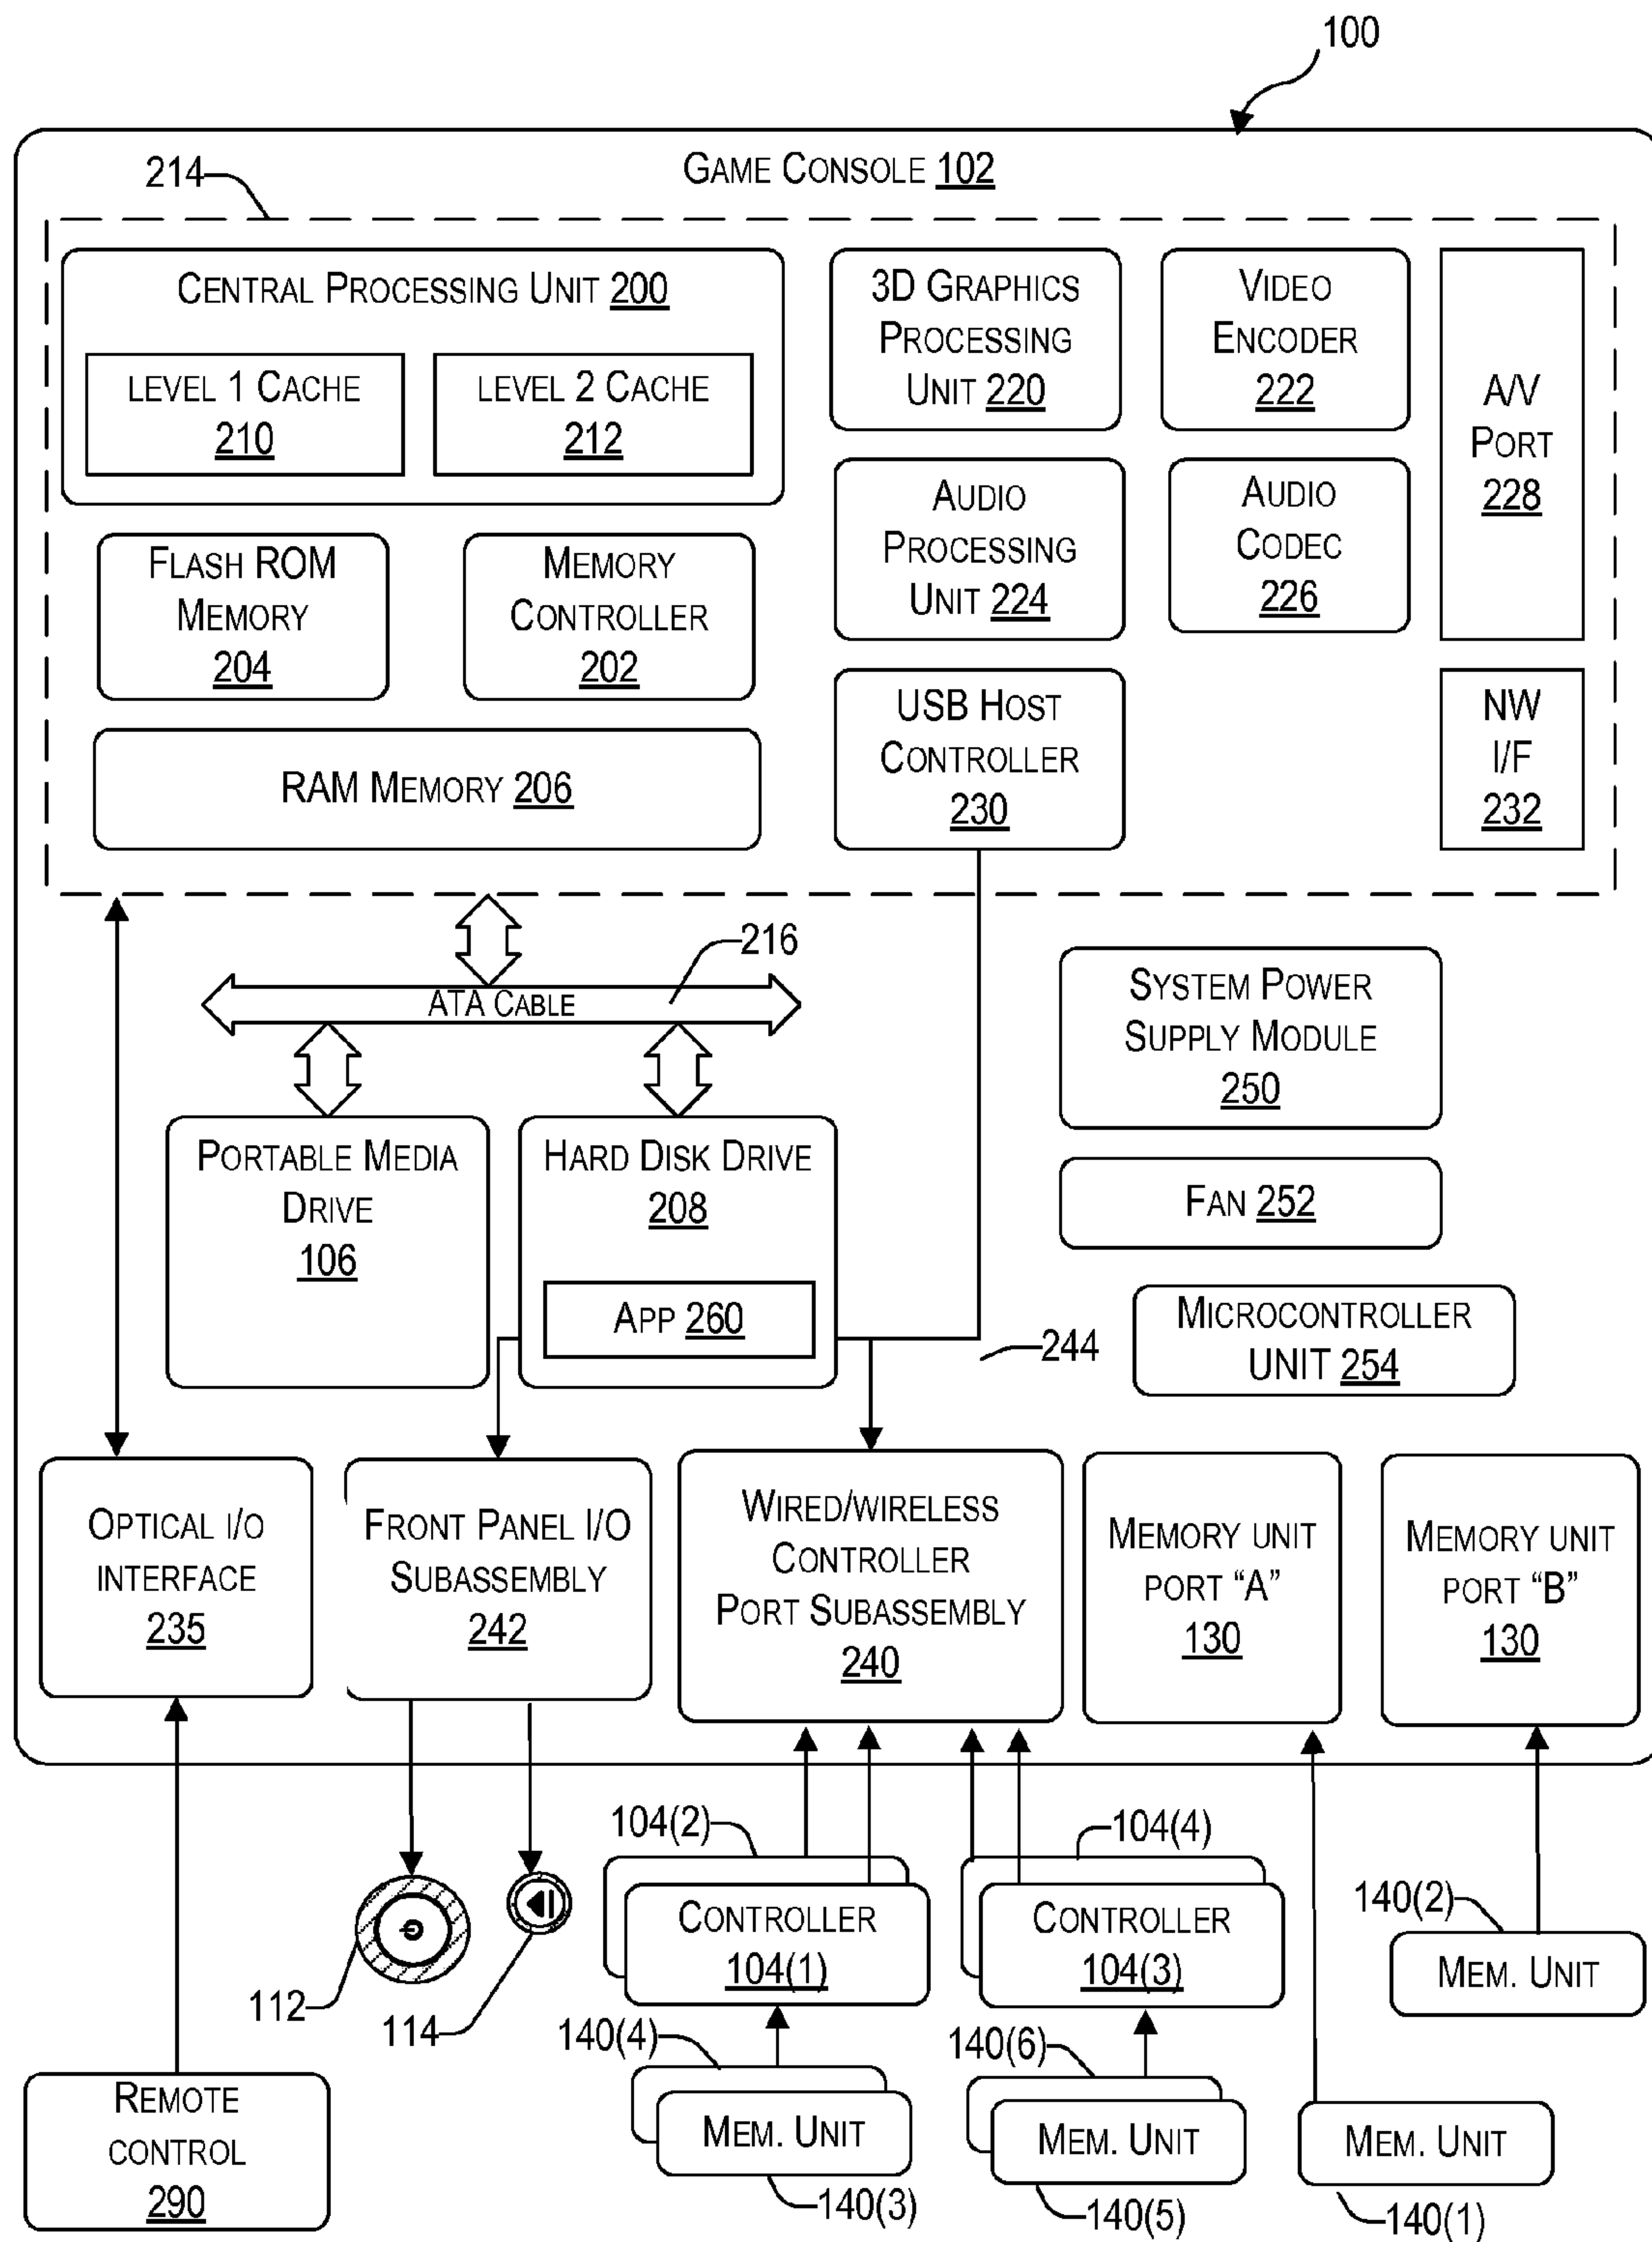 100
GAME CONSOLE 102
214
CENTRAL PROCESSING UNIT 200
LEVEL 1 CACHE
210
LEVEL 2 CACHE
212
3D GRAPHICS
PROCESSING
UNIT 220
VIDEO
ENCODER
222
A/V
PORT
228
AUDIO
PROCESSING
UNIT 224
AUDIO
CODEC
226
FLASH ROM
MEMORY
204
MEMORY
CONTROLLER
202
USB HOST
CONTROLLER
230
NW
I/F
232
RAM MEMORY 206
216
ATA CABLE
SYSTEM POWER
SUPPLY MODULE
250
PORTABLE MEDIA
DRIVE
106
HARD DISK DRIVE
208
APP 260
FAN 252
MICROCONTROLLER
UNIT 254
244
OPTICAL I/O
INTERFACE
235
FRONT PANEL I/O
SUBASSEMBLY
242
WIRED/WIRELESS
CONTROLLER
PORT SUBASSEMBLY
240
MEMORY UNIT
PORT “A”
130
MEMORY UNIT
PORT “B”
130
104(2)
104(4)
CONTROLLER
104(1)
CONTROLLER
104(3)
140(2)
MEM. UNIT
112
114
140(4)
MEM. UNIT
140(3)
140(6)
MEM. UNIT
140(5)
MEM. UNIT
140(1)
REMOTE
CONTROL
290